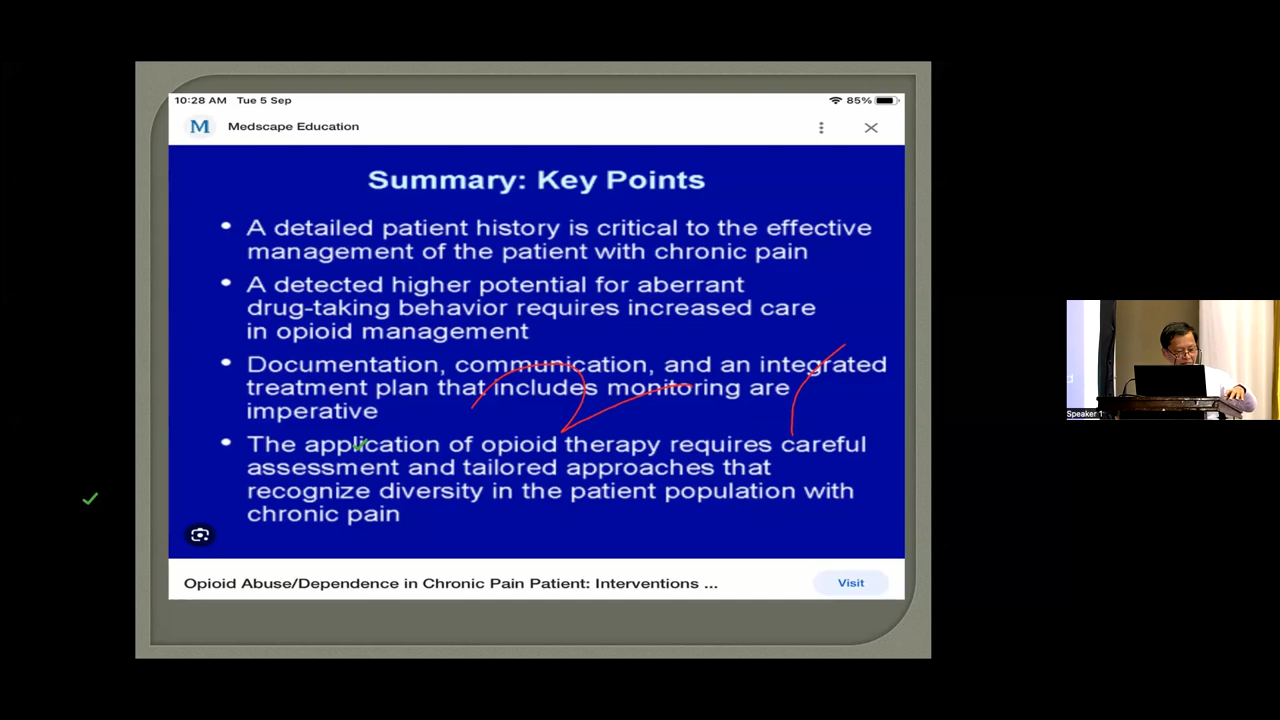 10:28 AM Tue 5 Sep
85%
M Medscape Education
Summary: Key Points
• A detailed patient history is critical to the effective
management of the patient with chronic pain
• A detected higher potential for aberrant
drug-taking behavior requires increased care
in opioid management
• Documentation, communication, and an integrated
treatment plan that includes monitoring are
imperative
• The application of opioid therapy requires careful
assessment and tailored approaches that
recognize diversity in the patient population with
chronic pain
Opioid Abuse/Dependence in Chronic Pain Patient: Interventions ...
Visit
Speaker 1